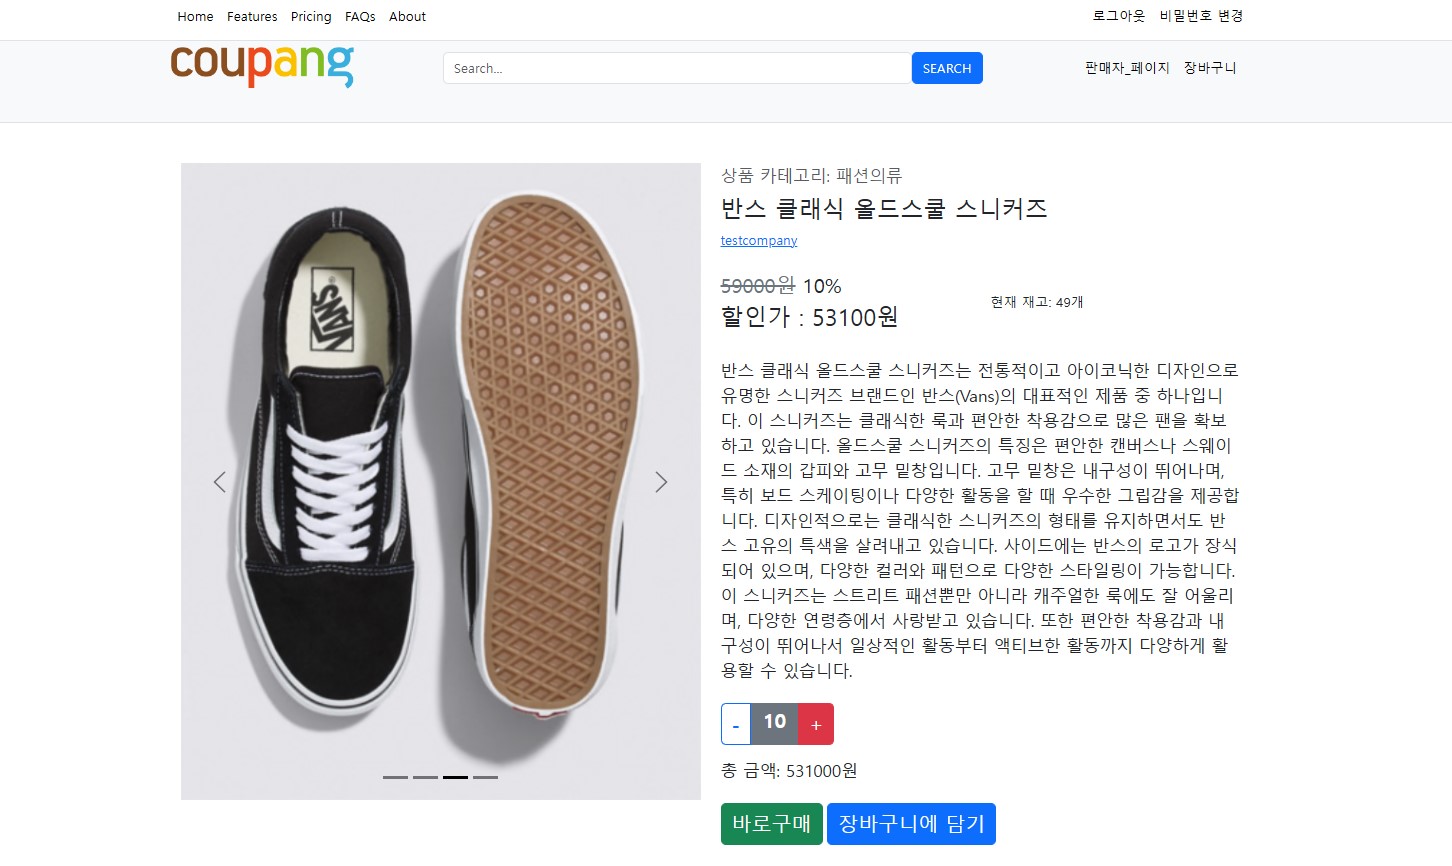 Home Features Pricing FAQs About
로그아웃 비밀번호 변경
coupang
Search...
SEARCH
판매자_페이지 장바구니
VANS
상품 카테고리: 패션의류
반스 클래식 올드스쿨 스니커즈
testcompany
59000원 10%
할인가 : 53100원
현재 재고: 49개
반스 클래식 올드스쿨 스니커즈는 전통적이고 아이코닉한 디자인으로
유명한 스니커즈 브랜드인 반스(Vans)의 대표적인 제품 중 하나입니
다. 이 스니커즈는 클래식한 룩과 편안한 착용감으로 많은 팬을 확보
하고 있습니다. 올드스쿨 스니커즈의 특징은 편안한 캔버스나 스웨이
드 소재의 갑피와 고무 밑창입니다. 고무 밑창은 내구성이 뛰어나며,
특히 보드 스케이팅이나 다양한 활동을 할 때 우수한 그립감을 제공합
니다. 디자인적으로는 클래식한 스니커즈의 형태를 유지하면서도 반
스 고유의 특색을 살려내고 있습니다. 사이드에는 반스의 로고가 장식
되어 있으며, 다양한 컬러와 패턴으로 다양한 스타일링이 가능합니다.
이 스니커즈는 스트리트 패션뿐만 아니라 캐주얼한 룩에도 잘 어울리
며, 다양한 연령층에서 사랑받고 있습니다. 또한 편안한 착용감과 내
구성이 뛰어나서 일상적인 활동부터 액티브한 활동까지 다양하게 활
용할 수 있습니다.
- 10 +
총 금액: 531000원
바로구매 장바구니에 담기